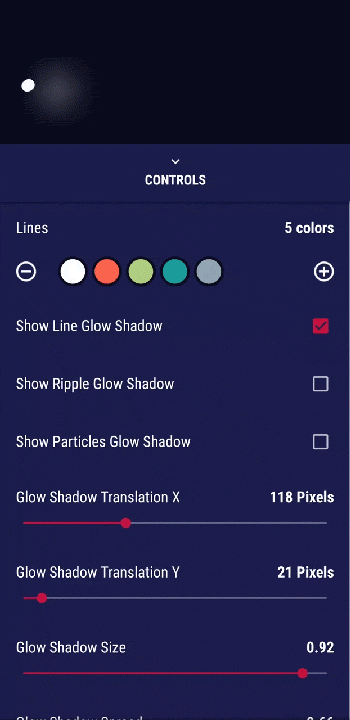 CONTROLS
Lines 5 colors
Show Line Glow Shadow
Show Ripple Glow Shadow
Show Particles Glow Shadow
Glow Shadow Translation X 118 Pixels
Glow Shadow Translation Y 21 Pixels
Glow Shadow Size 0.92